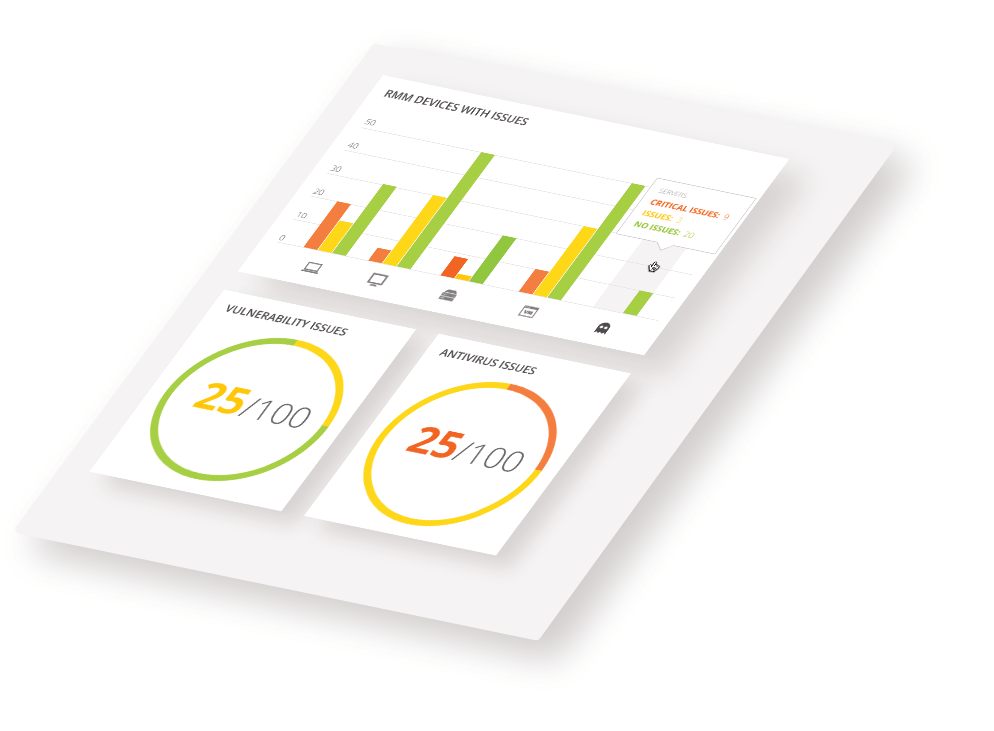 RMM DEVICES WITH ISSUES
50
40
30
20
10
0
SERVERS
CRITICAL ISSUES: 9
ISSUES:
NO ISSUES: 20
VM
VULNERABILITY ISSUES
25/100
ANTIVIRUS ISSUES
25/100